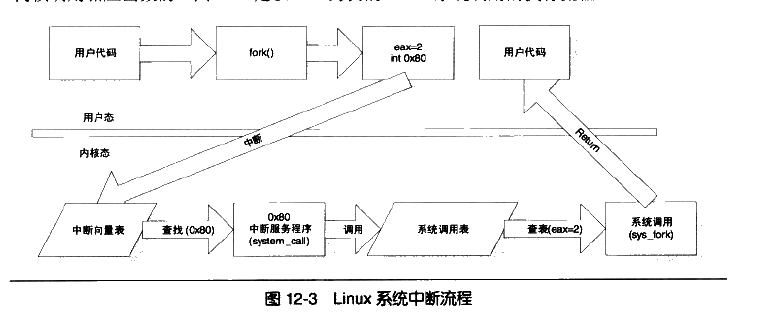 用户代码
fork()
eax=2
int 0x80
用户代码
用户态
中断
Return
内核态
中断向量表
查找 (0x80)
0x80
中断服务程序
(system_call)
调用
系统调用表
查表(eax=2)
系统调用
(sys_fork)
图 12-3 Linux 系统中断流程